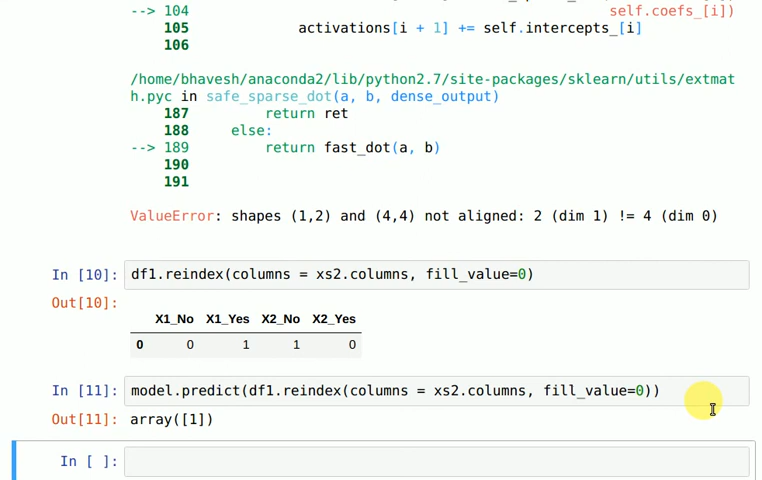 --> 104 self.coefs_[i])
105 activations[i + 1] += self.intercepts_[i]
106
/home/bhavesh/anaconda2/lib/python2.7/site-packages/sklearn/utils/extmat
h.pyc in safe_sparse_dot(a, b, dense_output)
187 return ret
188 else:
--> 189 return fast_dot(a, b)
190
191
ValueError: shapes (1,2) and (4,4) not aligned: 2 (dim 1) != 4 (dim 0)
In [10]: df1.reindex(columns = xs2.columns, fill_value=0)
Out[10]:
X1_No X1_Yes X2_No X2_Yes
0 0 1 1 0
In [11]: model.predict(df1.reindex(columns = xs2.columns, fill_value=0))
Out[11]: array([1])
In [ ]: